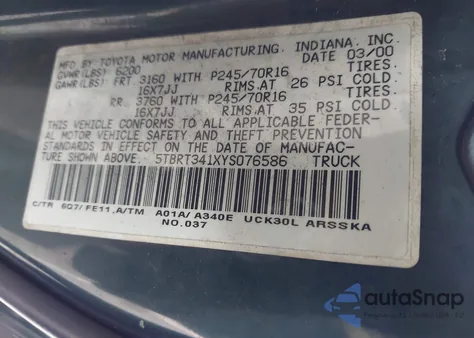 MFD BY TOYOTA MOTOR MANUFACTURING, INDIANA, INC.
GVWR(LBS) 6200 DATE 03/00
GAWR(LBS) FRT 3160 WITH P245/70R16 TIRES,
16X7JJ RIMS.AT 26 PSI COLD.
RR 3760 WITH P245/70R16 TIRES,
16X7JJ RIMS.AT 35 PSI COLD.
THIS VEHICLE CONFORMS TO ALL APPLICABLE FEDER-
AL MOTOR VEHICLE SAFETY
STANDARDS IN EFFECT ON THE DATE OF MANUFAC-
TURE SHOWN ABOVE. 5TBRT341XYS076586 TRUCK
C/TR 6Q7/FE11,A/TM A01A/A340E UCK30L ARSSKA
NO.037
autoSnap